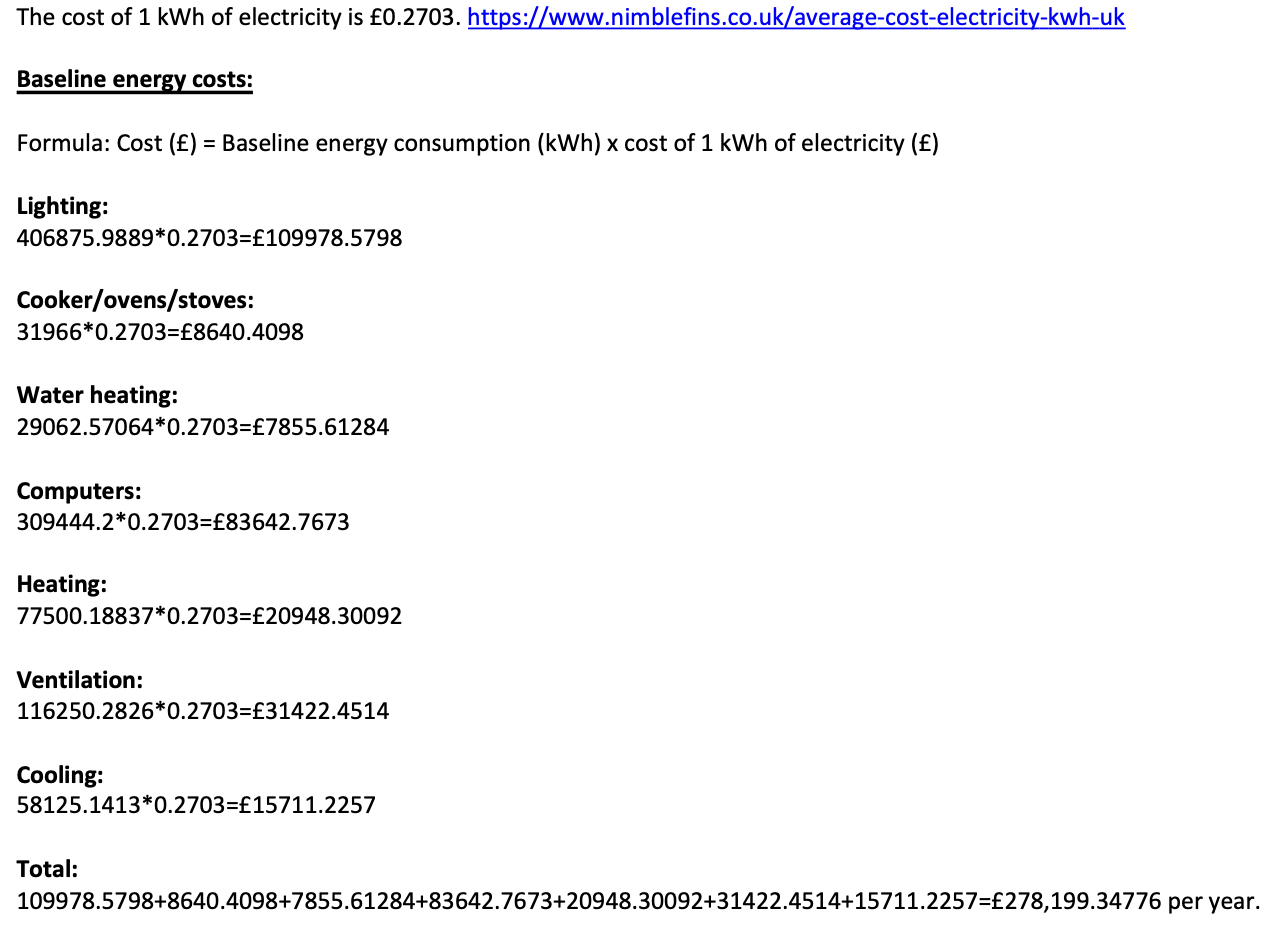 The cost of 1 kWh of electricity is £0.2703. https://www.nimblefins.co.uk/average-cost-electricity-kwh-uk
Baseline energy costs:
Formula: Cost (£) = Baseline energy consumption (kWh) x cost of 1 kWh of electricity (£)
Lighting:
406875.9889*0.2703=£109978.5798
Cooker/ovens/stoves:
31966*0.2703=£8640.4098
Water heating:
29062.57064*0.2703=£7855.61284
Computers:
309444.2*0.2703=£83642.7673
Heating:
77500.18837*0.2703=£20948.30092
Ventilation:
116250.2826*0.2703=£31422.4514
Cooling:
58125.1413*0.2703=£15711.2257
Total:
109978.5798+8640.4098+7855.61284+83642.7673+20948.30092+31422.4514+15711.2257=£278,199.34776 per year.